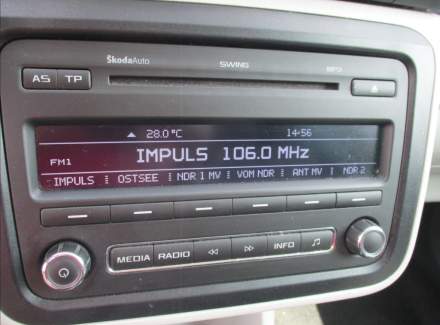 ŠkodaAuto SWING MP3
AS TP
28.0°C 14:56
FM1 IMPULS 106.0 MHz
IMPULS OSTSEE NDR 1 MV VOM NDR ANT MV NDR 2
MEDIA RADIO INFO